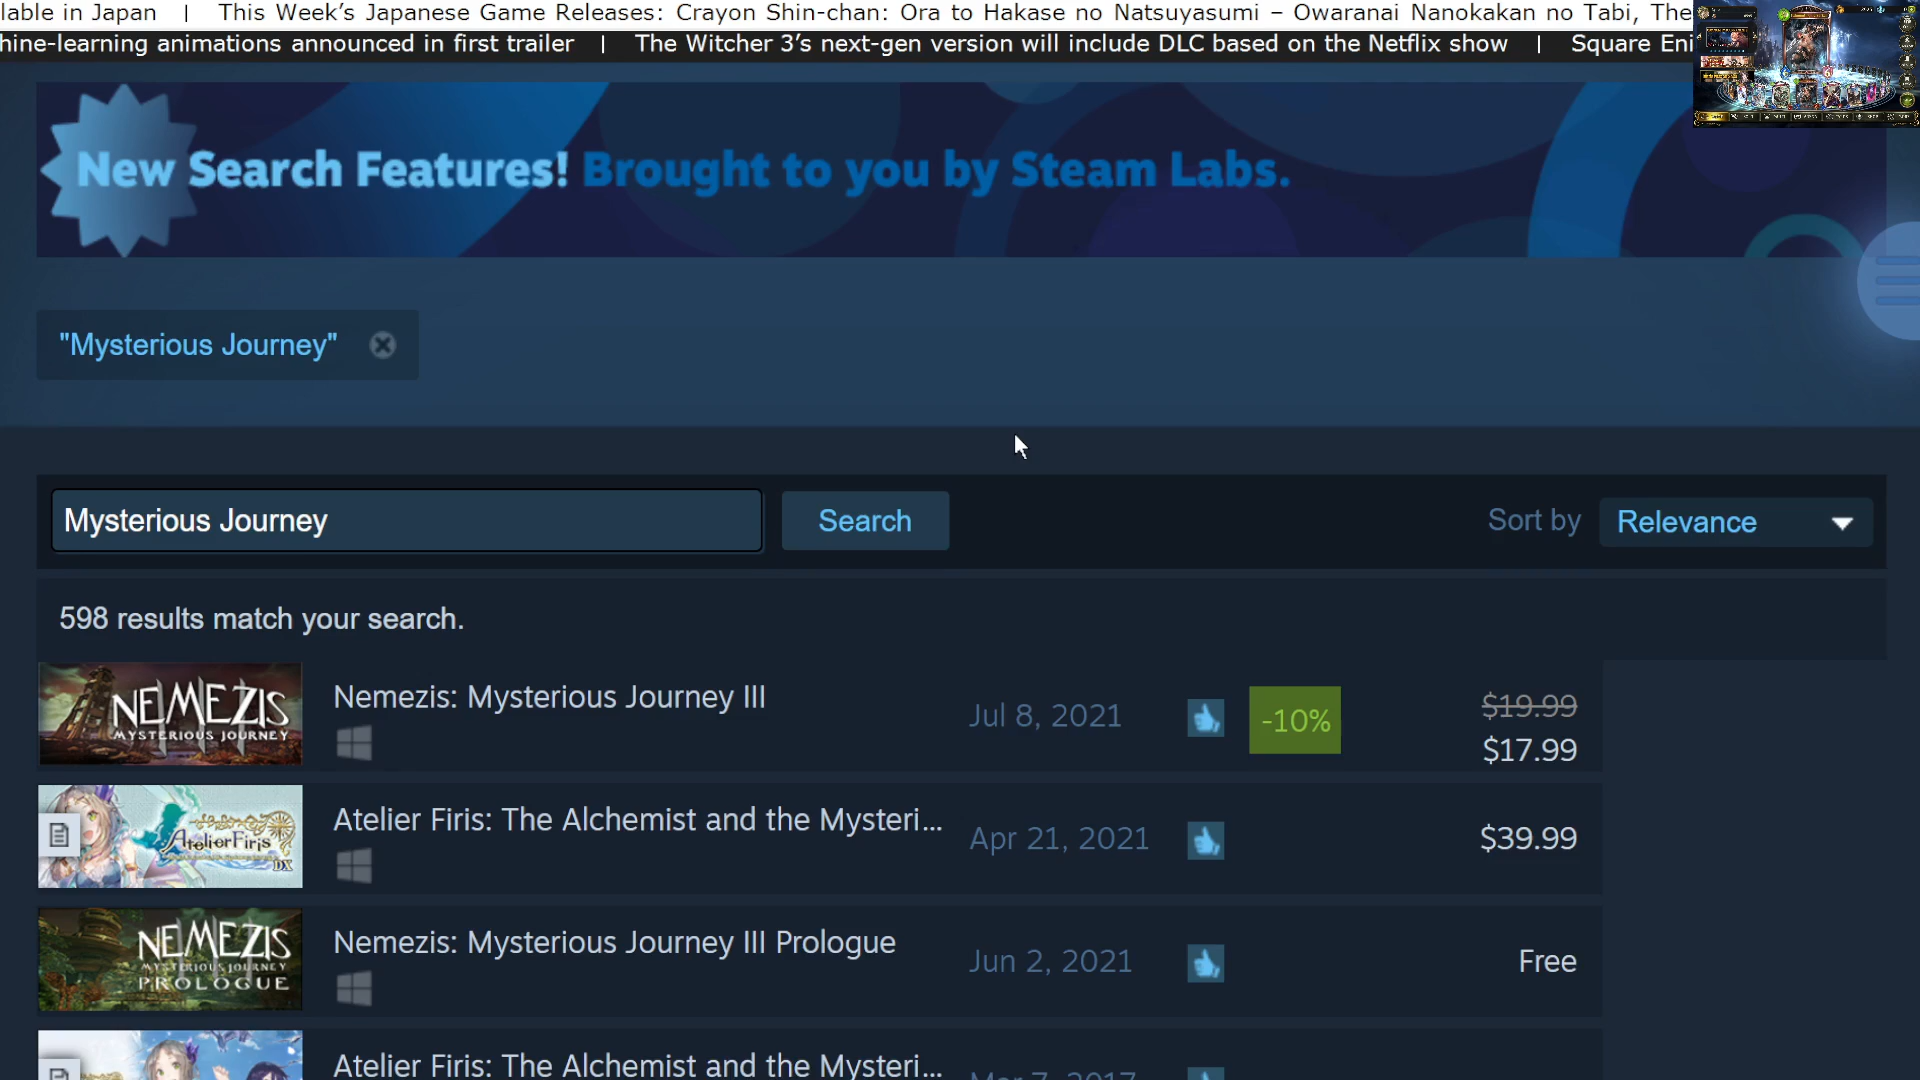 lable in Japan | This Week’s Japanese Game Releases: Crayon Shin-chan: Ora to Hakase no Natsuyasumi – Owaranai Nanokakan no Tabi, The
hine-learning animations announced in first trailer | The Witcher 3’s next-gen version will include DLC based on the Netflix show | Square Eni
New Search Features! Brought to you by Steam Labs.
"Mysterious Journey"
Mysterious Journey Search Sort by Relevance
598 results match your search.
NEMEZIS
MYSTERIOUS JOURNEY
Nemezis: Mysterious Journey III
Jul 8, 2021
-10%
$19.99
$17.99
Atelier Firis DX
Atelier Firis: The Alchemist and the Mysteri...
Apr 21, 2021
$39.99
NEMEZIS
MYSTERIOUS JOURNEY
PROLOGUE
Nemezis: Mysterious Journey III Prologue
Jun 2, 2021
Free
Atelier Firis: The Alchemist and the Mysteri...
Mar 7, 2017